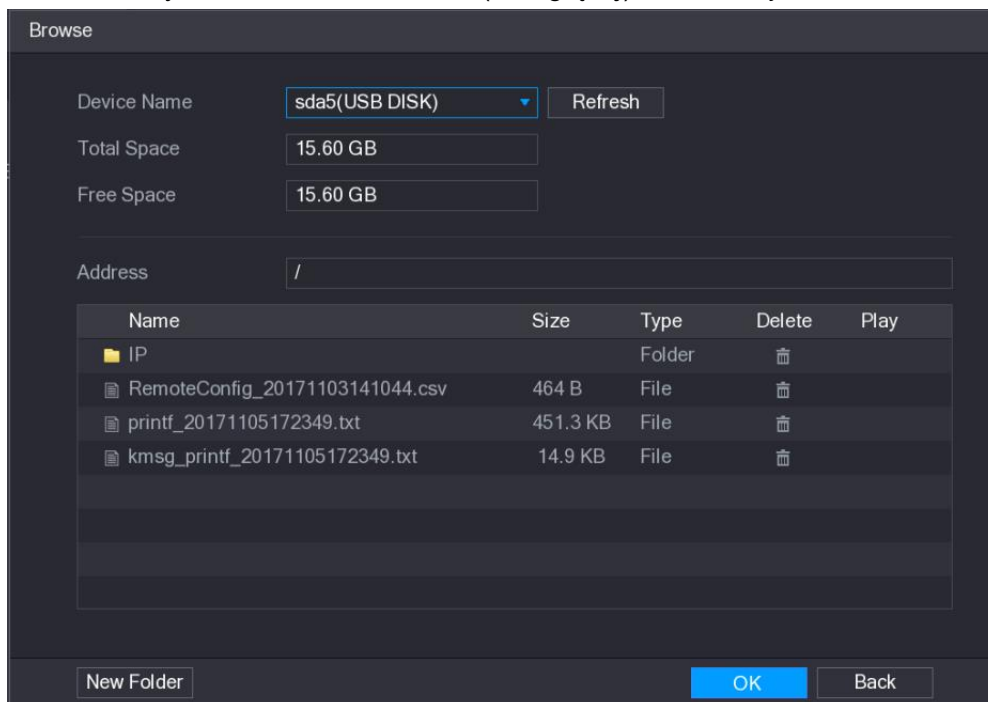 Browse
Device Name sda5(USB DISK) Refresh
Total Space 15.60 GB
Free Space 15.60 GB
Address /
Name Size Type Delete Play
IP Folder
RemoteConfig_20171103141044.csv 464 B File
printf_20171105172349.txt 451.3 KB File
kmsg_printf_20171105172349.txt 14.9 KB File
New Folder OK Back